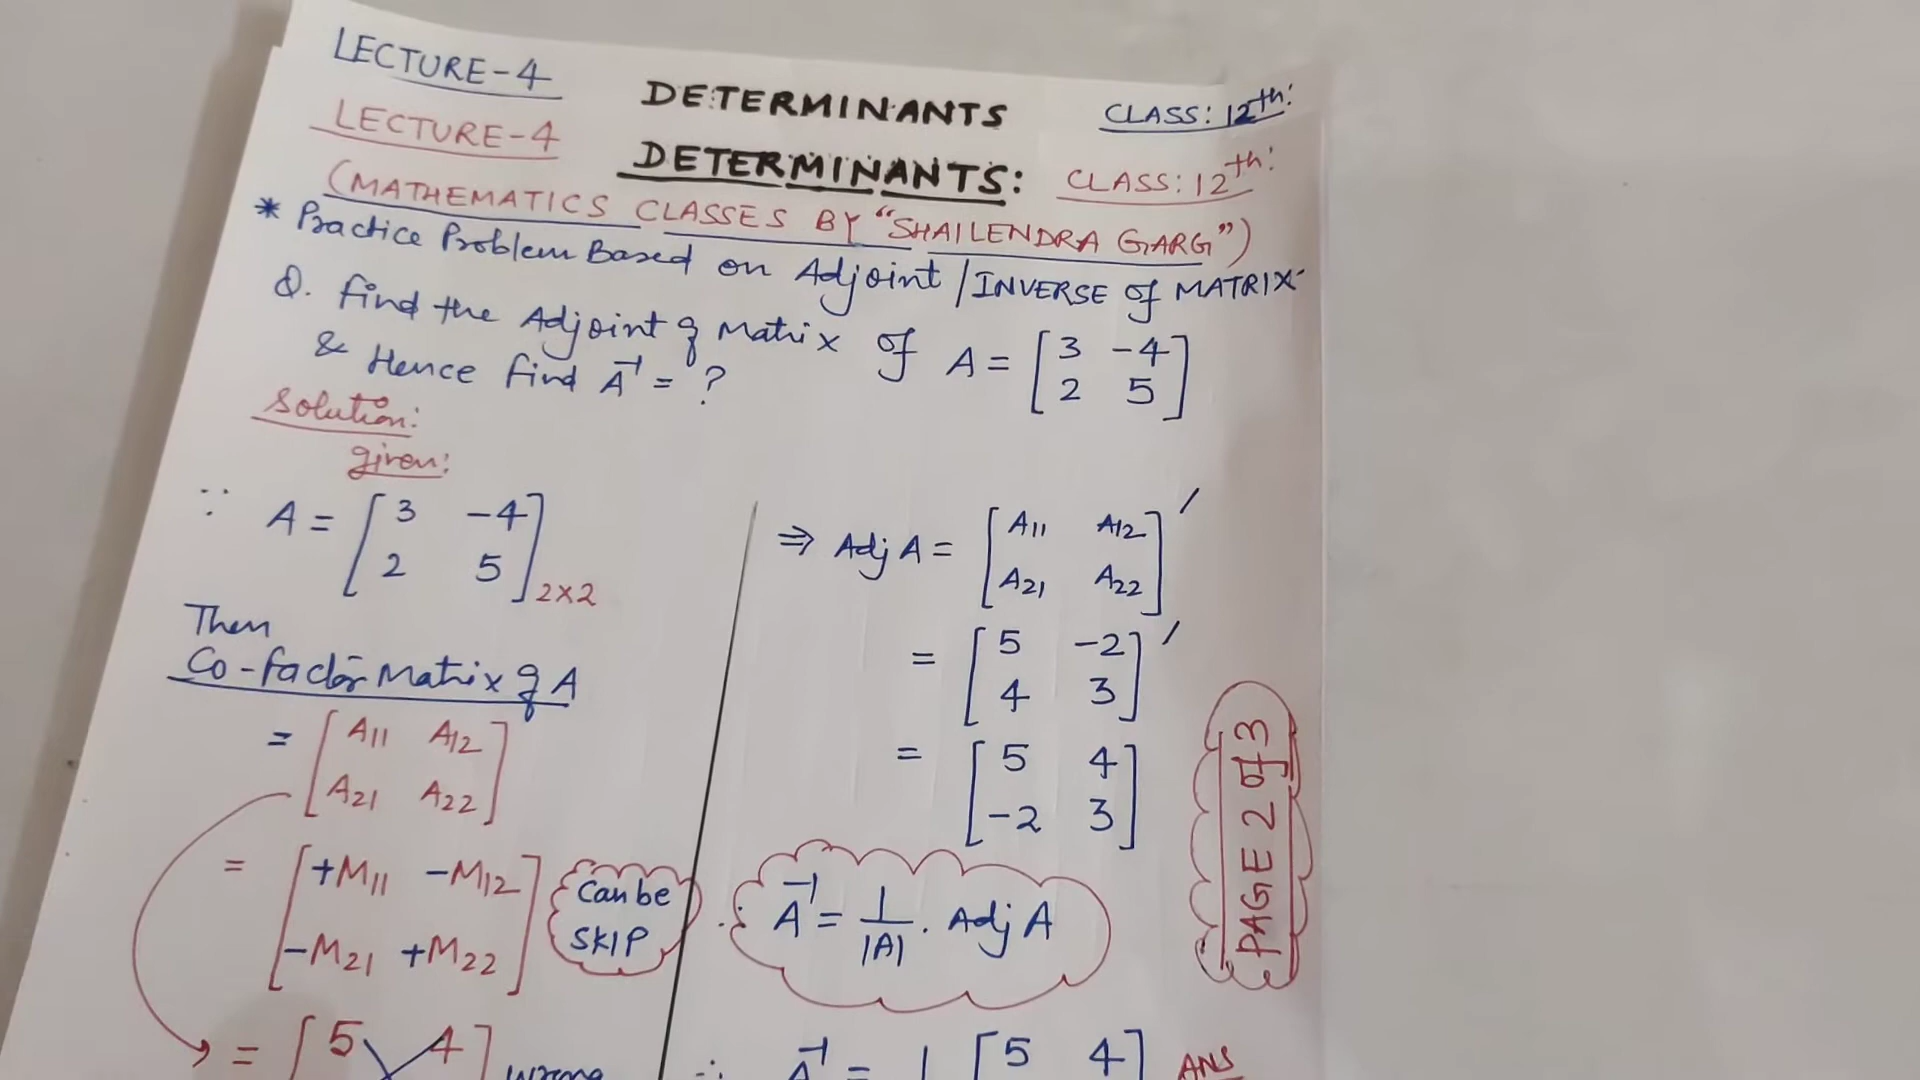 LECTURE-4 DETERMINANTS CLASS: 12th:
LECTURE-4 DETERMINANTS: CLASS: 12th:
(MATHEMATICS CLASSES BY "SHAILENDRA GARG")
* Practice Problem Based on Adjoint / INVERSE of MATRIX
Q. find the Adjoint of Matrix of A = [3 -4
2 5]
& Hence find A⁻¹ = ?
Solution:
given:
∵ A = [3 -4
2 5]2×2
Then
Co-factor Matrix of A
= [A11 A12
A21 A22]
= [+M11 -M12
-M21 +M22]
Can be
SKIP
= [5 4]
wrong
⇒ Adj A = [A11 A12
A21 A22]′
= [5 -2
4 3]′
= [5 4
-2 3]
∴ A⁻¹ = 1/|A| . Adj A
∴ A⁻¹ = 1 [5 4] ANS
PAGE 2 of 3